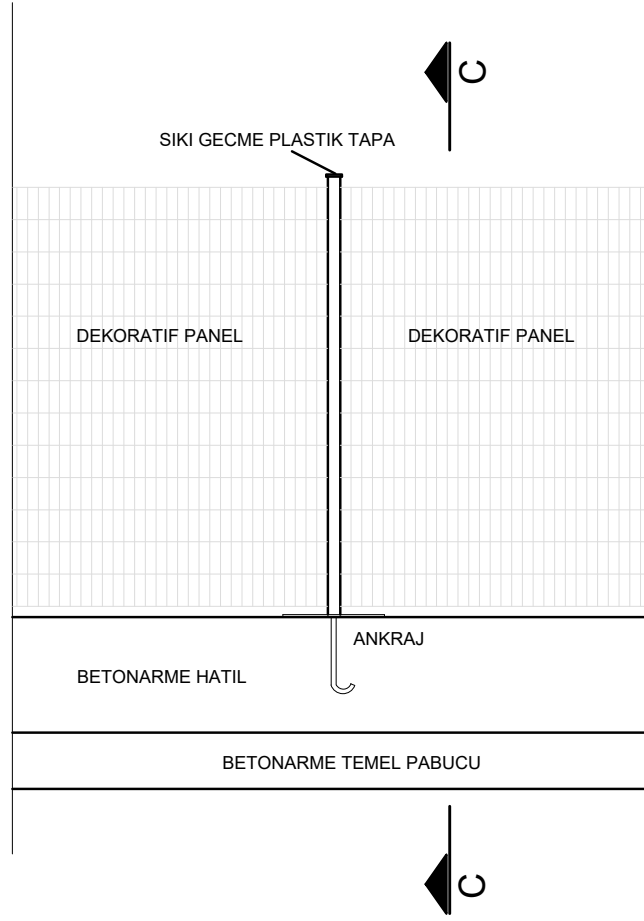 C
SIKI GECME PLASTIK TAPA
DEKORATIF PANEL
DEKORATIF PANEL
ANKRAJ
BETONARME HATIL
BETONARME TEMEL PABUCU
C